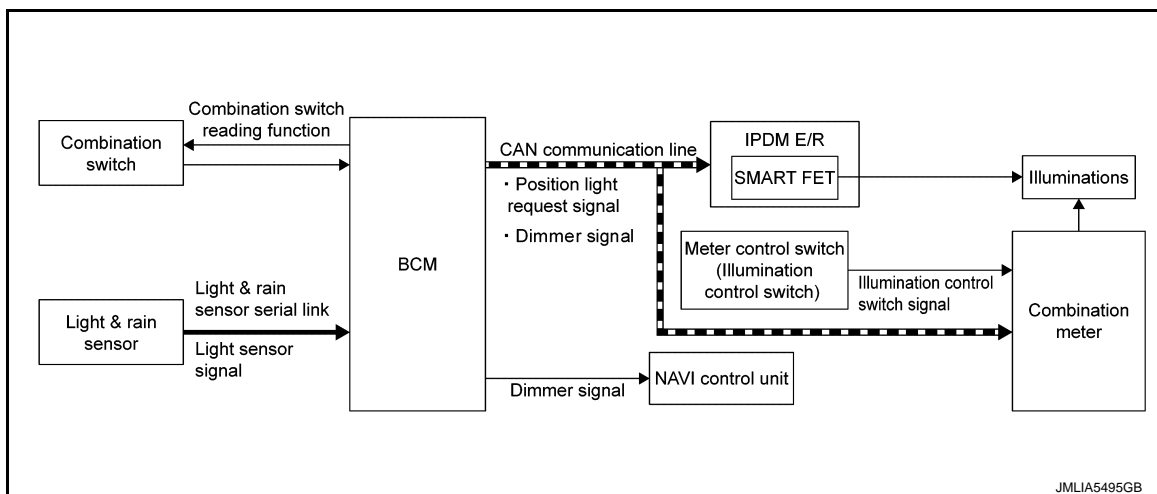 Combination switch
reading function
Combination
switch
BCM
CAN communication line
・Position light
request signal
・Dimmer signal
IPDM E/R
SMART FET
Illuminations
Meter control switch
(Illumination
control switch)
Illumination control
switch signal
Combination
meter
Light & rain
sensor serial link
Light & rain
sensor
Light sensor
signal
Dimmer signal
NAVI control unit
JMLIA5495GB